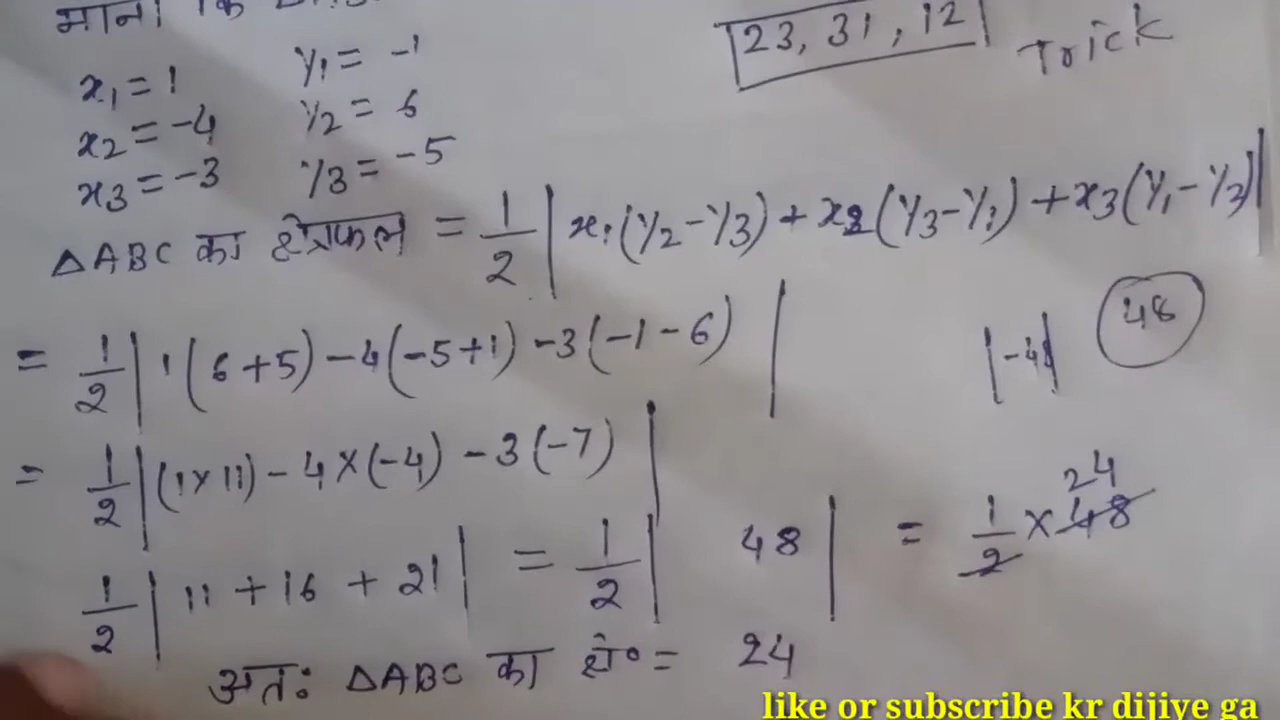 माना कि
23, 31, 12 Trick
x₁ = 1 y₁ = -1
x₂ = -4 y₂ = 6
x₃ = -3 y₃ = -5
△ABC का क्षेत्रफल = 1/2 | x₁(y₂-y₃) + x₂(y₃-y₁) + x₃(y₁-y₂) |
= 1/2 | 1(6+5) -4(-5+1) -3(-1-6) | |-48| 48
= 1/2 | (1×11) - 4×(-4) - 3(-7) |
1/2 | 11 + 16 + 21 | = 1/2 | 48 | = 1/2 × 48 24
अतः △ABC का क्षे० = 24
like or subscribe kr dijiye ga